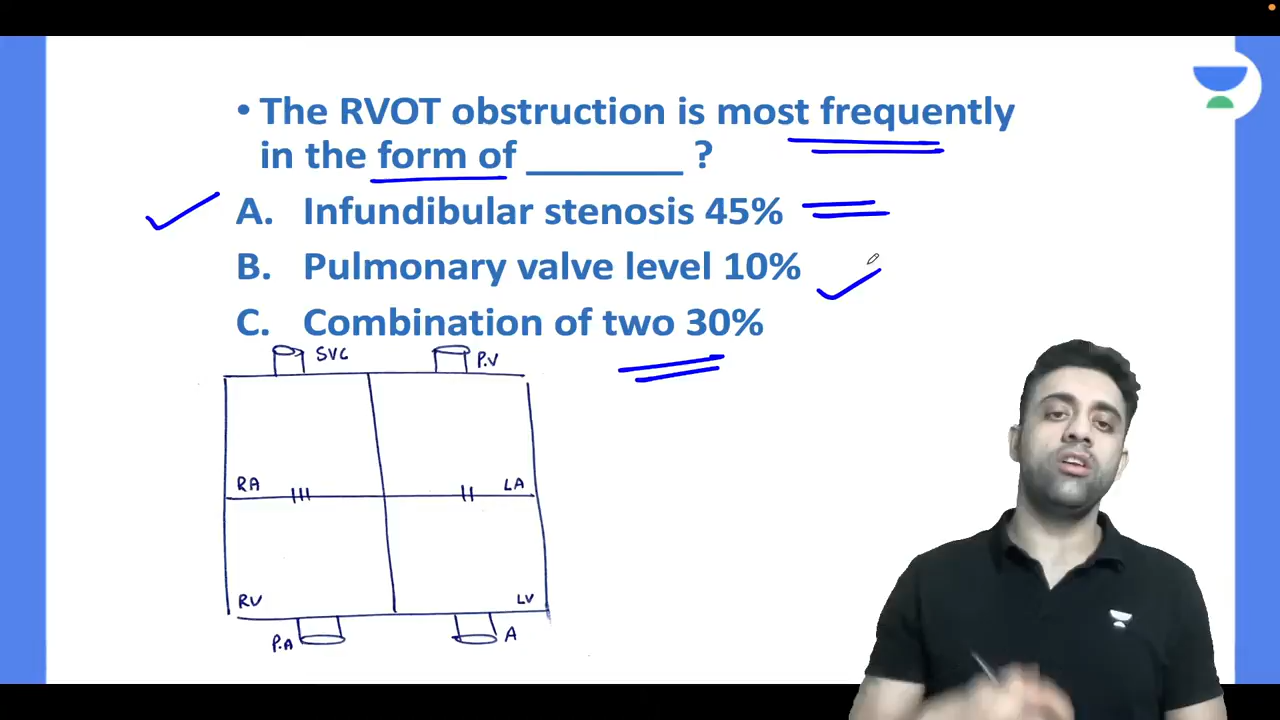 • The RVOT obstruction is most frequently
in the form of ________ ?
A. Infundibular stenosis 45%
B. Pulmonary valve level 10%
C. Combination of two 30%
SVC
P.V
RA
LA
RV
LV
P.A
A